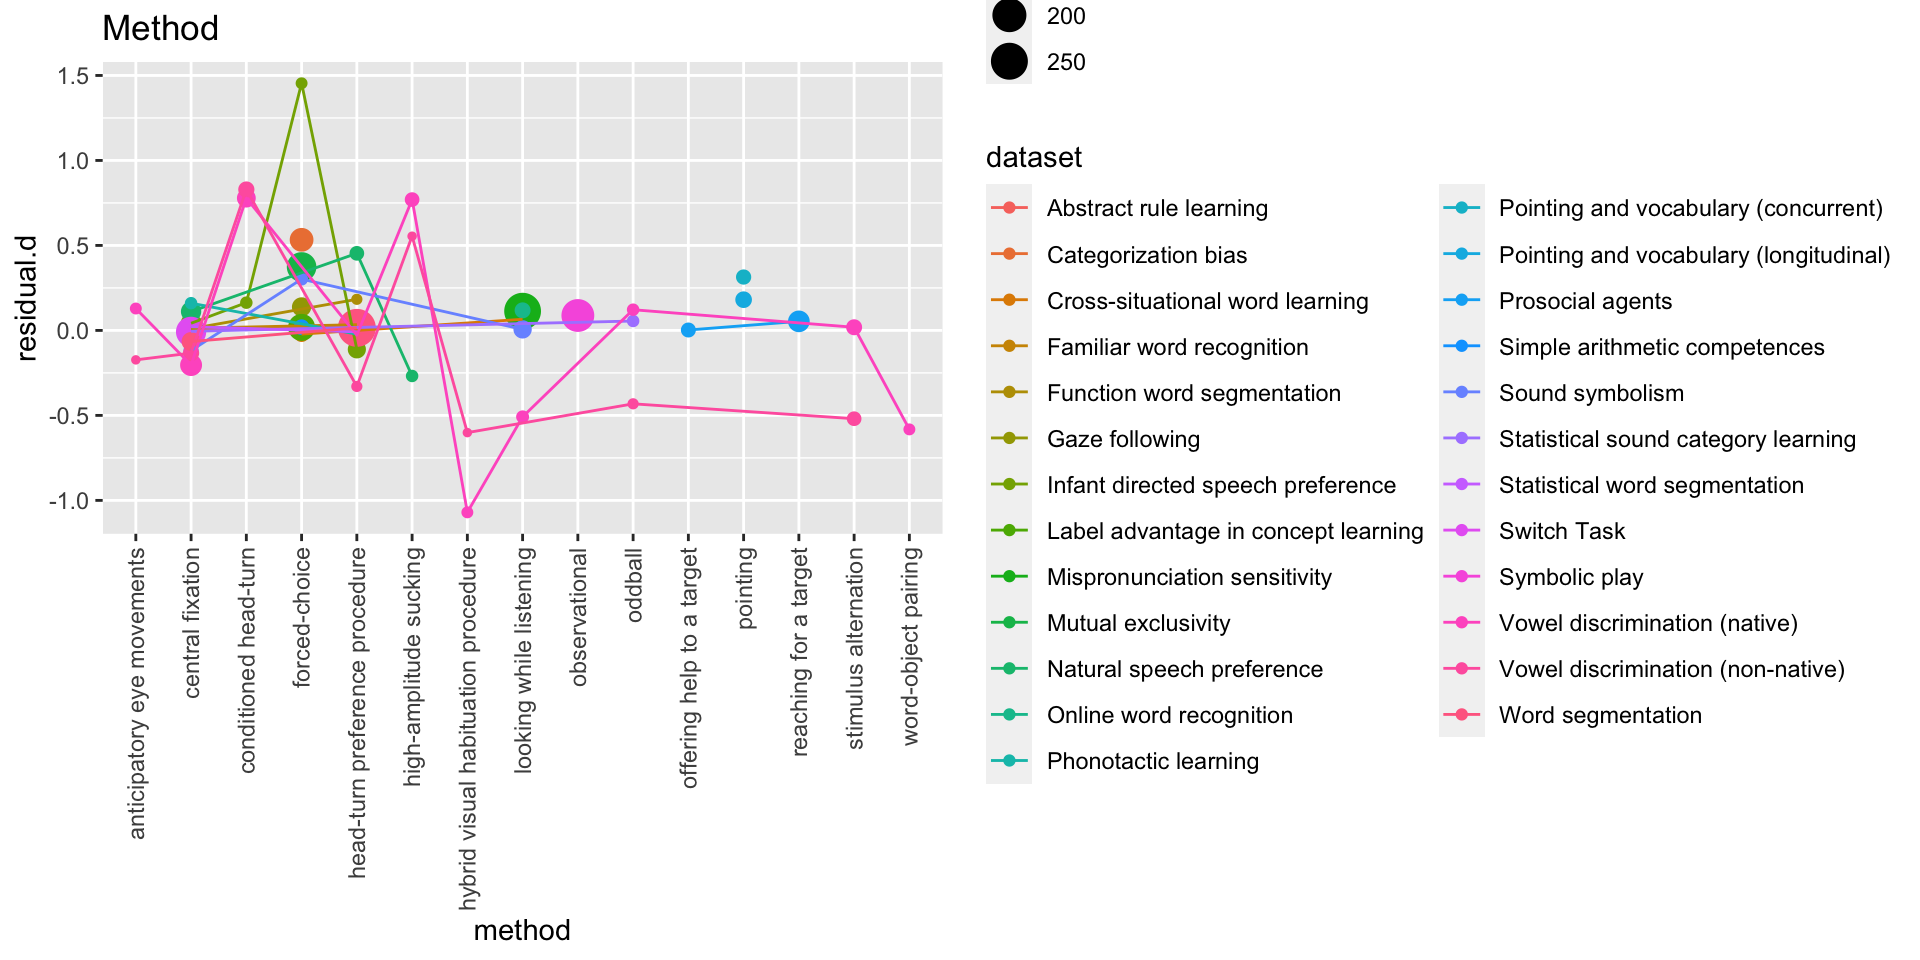 Method
1.5
1.0
0.5
0.0
-0.5
-1.0
residual.d
anticipatory eye movements
central fixation
conditioned head-turn
forced-choice
head-turn preference procedure
high-amplitude sucking
hybrid visual habituation procedure
looking while listening
observational
oddball
offering help to a target
pointing
reaching for a target
stimulus alternation
word-object pairing
method
200
250
dataset
Abstract rule learning
Categorization bias
Cross-situational word learning
Familiar word recognition
Function word segmentation
Gaze following
Infant directed speech preference
Label advantage in concept learning
Mispronunciation sensitivity
Mutual exclusivity
Natural speech preference
Online word recognition
Phonotactic learning
Pointing and vocabulary (concurrent)
Pointing and vocabulary (longitudinal)
Prosocial agents
Simple arithmetic competences
Sound symbolism
Statistical sound category learning
Statistical word segmentation
Switch Task
Symbolic play
Vowel discrimination (native)
Vowel discrimination (non-native)
Word segmentation